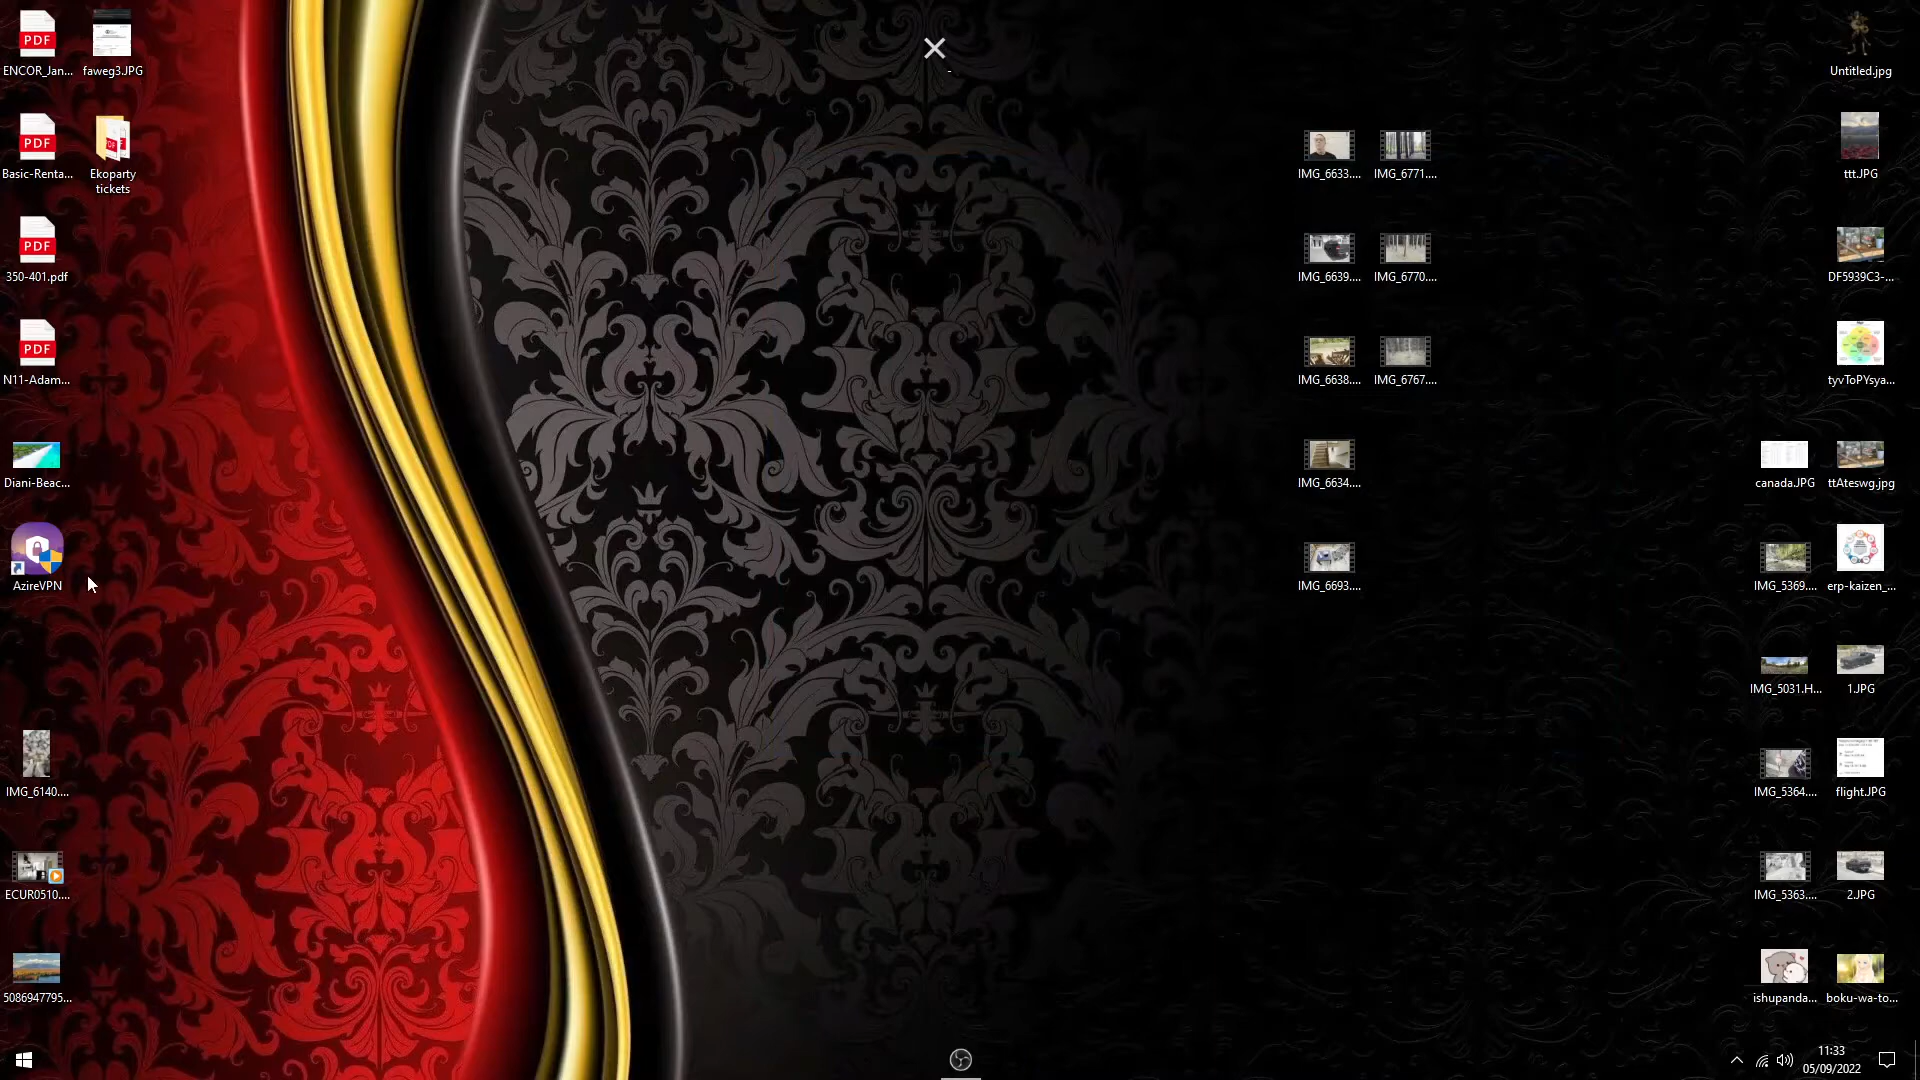 ENCOR_Jan...
faweg3.JPG
Basic-Renta...
Ekoparty
tickets
350-401.pdf
N11-Adam...
Diani-Beac...
AzireVPN
IMG_6140....
ECUR0510....
5086947795...
PDF
PDF
PDF
PDF
IMG_6633....
IMG_6771....
IMG_6639....
IMG_6770....
IMG_6638....
IMG_6767....
IMG_6634....
IMG_6693....
Untitled.jpg
ttt.JPG
DF5939C3-...
tyvToPYsya...
canada.JPG
ttAteswg.jpg
IMG_5369....
erp-kaizen_...
IMG_5031.H...
1.JPG
IMG_5364....
flight.JPG
IMG_5363....
2.JPG
ishupanda...
boku-wa-to...
11:33
05/09/2022